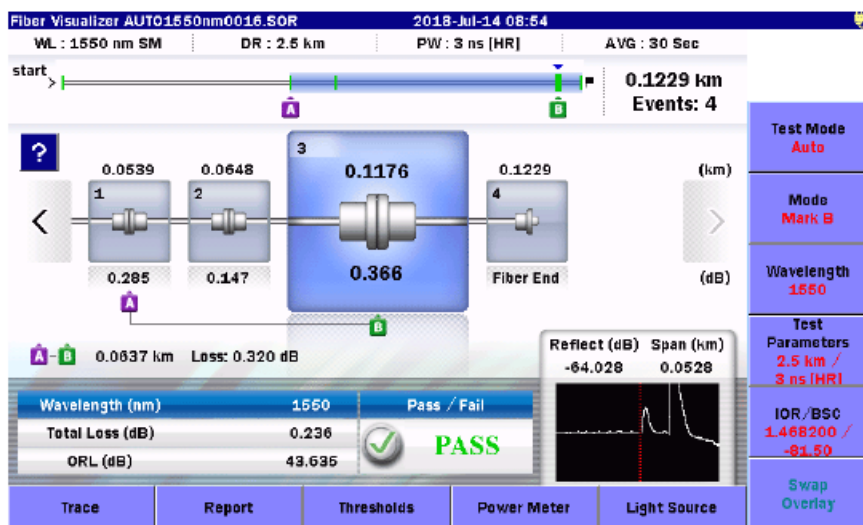 Fiber Visualizer AUTO1550nm0016.SOR 2018-Jul-14 08:54
WL : 1550 nm SM DR : 2.5 km PW : 3 ns [HR] AVG : 30 Sec
start
0.1229 km
Events: 4
A B
?
0.0539 0.0648 3 0.1176 0.1229 (km)
1 2 4
0.285 0.147 0.366 Fiber End (dB)
A
B
A-B 0.0637 km Loss: 0.320 dB
Reflect (dB) Span (km)
-64.028 0.0528
Wavelength (nm) 1550 Pass / Fail
Total Loss (dB) 0.236 PASS
ORL (dB) 43.635
Test Mode
Auto
Mode
Mark B
Wavelength
1550
Test
Parameters
2.5 km /
3 ns [HR]
IOR/BSC
1.468200 /
-81.50
Swap
Overlay
Trace Report Thresholds Power Meter Light Source